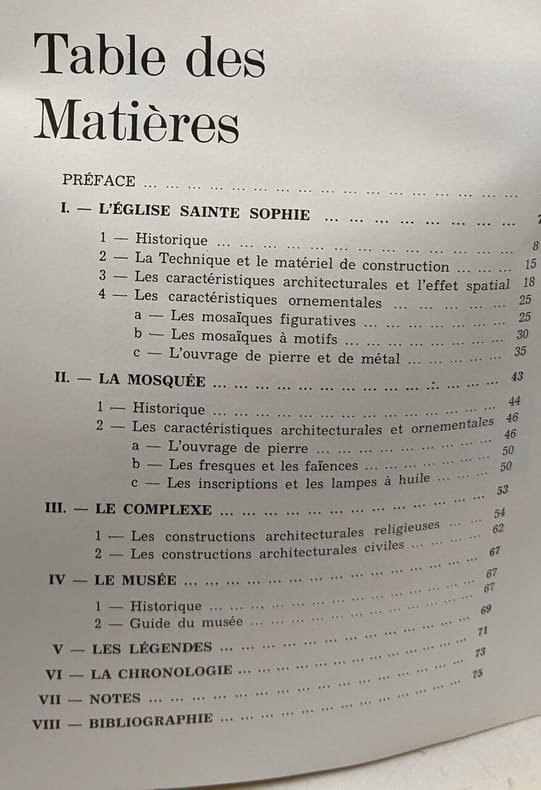 Table des
Matières
PRÉFACE ... ... ... ... ... ... ... ... ... ... ... ... ... ...
I. — L'ÉGLISE SAINTE SOPHIE ... ... ... ... ... ... ... ... 7
1 — Historique ... ... ... ... ... ... ... ... ... ... ... 8
2 — La Technique et le matériel de construction ... ... ... 15
3 — Les caractéristiques architecturales et l'effet spatial 18
4 — Les caractéristiques ornementales ... ... ... ... ... 25
a — Les mosaïques figuratives ... ... ... ... ... ... 25
b — Les mosaïques à motifs ... ... ... ... ... ... ... 30
c — L'ouvrage de pierre et de métal ... ... ... ... ... 35
II. — LA MOSQUÉE ... ... ... ... ... ... ... ... ... ... ... ... 43
1 — Historique ... ... ... ... ... ... ... ... ... ... ... 44
2 — Les caractéristiques architecturales et ornementales 46
a — L'ouvrage de pierre ... ... ... ... ... ... ... 46
b — Les fresques et les faïences ... ... ... ... ... 50
c — Les inscriptions et les lampes à huile ... ... ... 50
III. — LE COMPLEXE ... ... ... ... ... ... ... ... ... ... ... 53
1 — Les constructions architecturales religieuses ... ... 54
2 — Les constructions architecturales civiles ... ... ... 62
IV — LE MUSÉE ... ... ... ... ... ... ... ... ... ... ... ... 67
1 — Historique ... ... ... ... ... ... ... ... ... ... 67
2 — Guide du musée ... ... ... ... ... ... ... ... ... 67
V — LES LÉGENDES ... ... ... ... ... ... ... ... ... ... 69
VI — LA CHRONOLOGIE ... ... ... ... ... ... ... ... ... 71
VII — NOTES ... ... ... ... ... ... ... ... ... ... ... ... 73
VIII — BIBLIOGRAPHIE ... ... ... ... ... ... ... ... ... 75